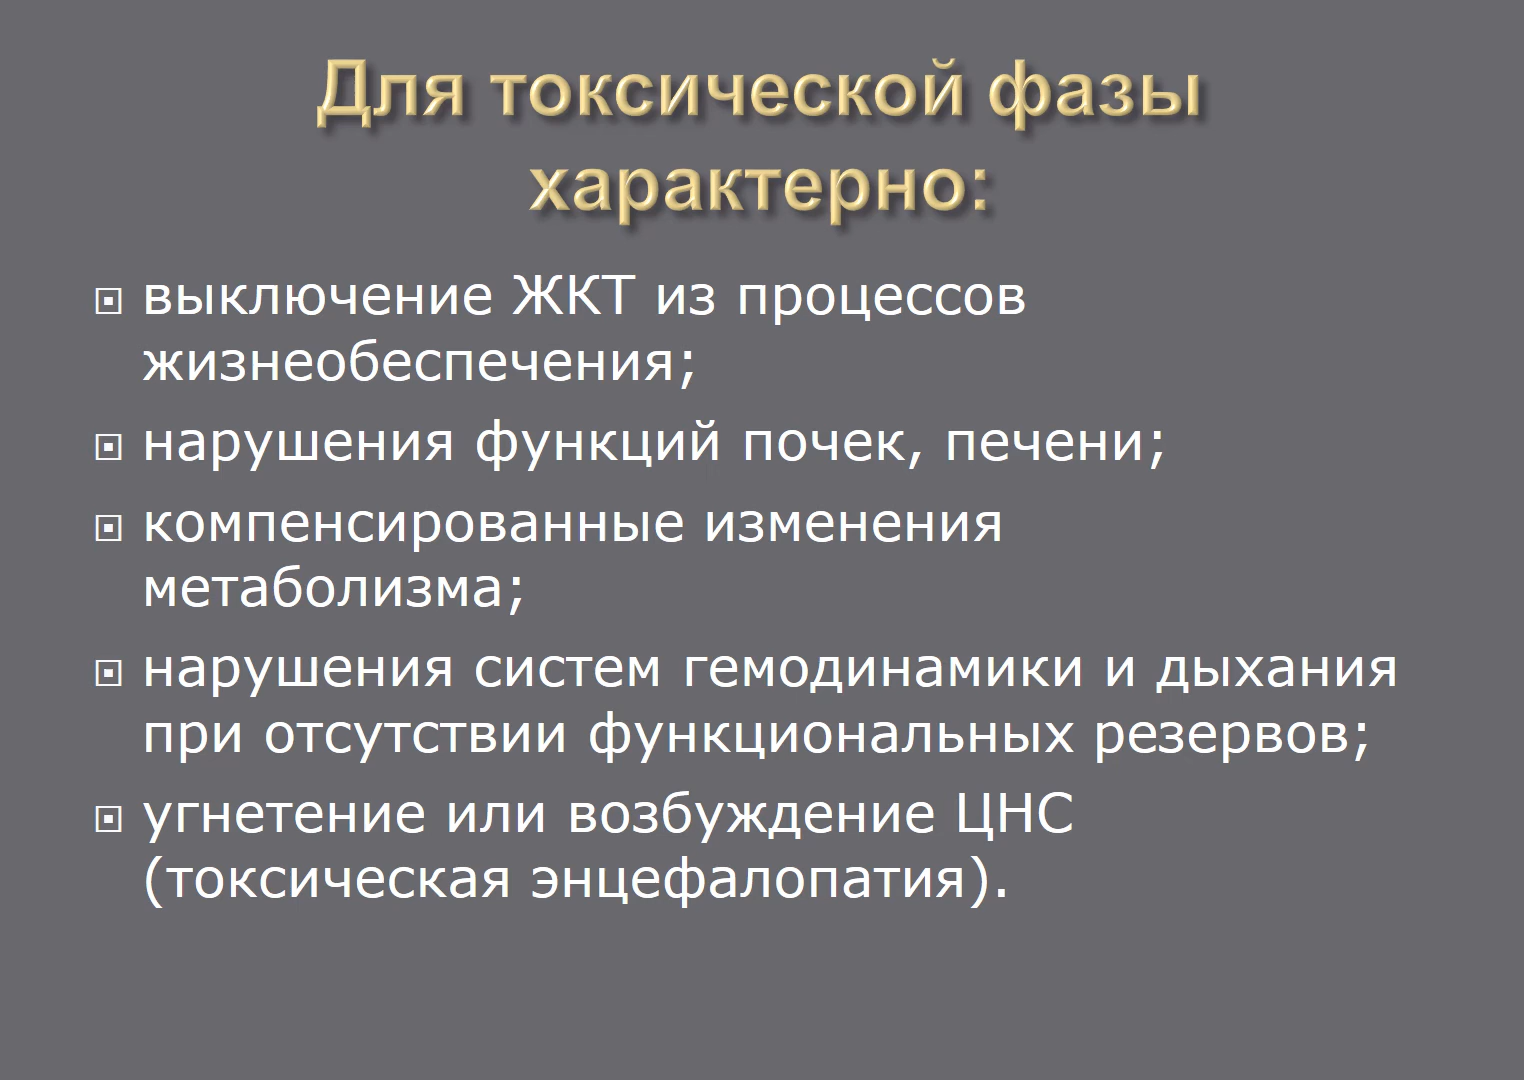 Для токсической фазы
характерно:
выключение ЖКТ из процессов
жизнеобеспечения;
нарушения функций почек, печени;
компенсированные изменения
метаболизма;
нарушения систем гемодинамики и дыхания
при отсутствии функциональных резервов;
угнетение или возбуждение ЦНС
(токсическая энцефалопатия).